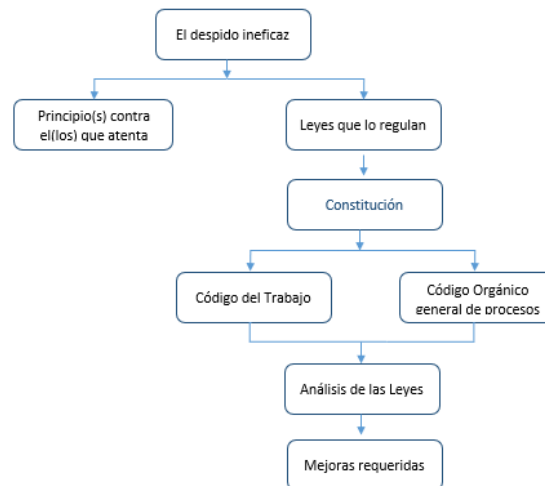 El despido ineficaz
Principio(s) contra
el(los) que atenta
Leyes que lo regulan
Constitución
Código del Trabajo
Código Orgánico
general de procesos
Análisis de las Leyes
Mejoras requeridas